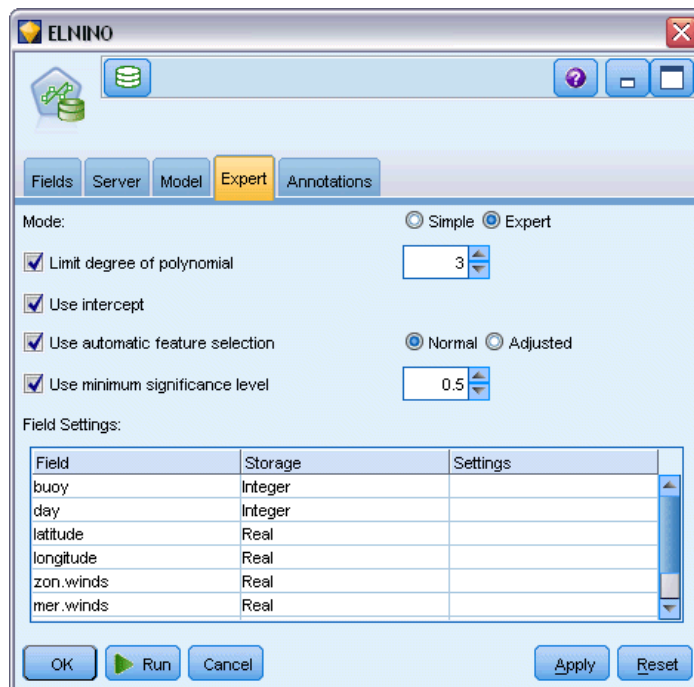 ELNINO
Fields Server Model Expert Annotations
Mode: Simple Expert
Limit degree of polynomial 3
Use intercept
Use automatic feature selection Normal Adjusted
Use minimum significance level 0.5
Field Settings:
Field Storage Settings
buoy Integer
day Integer
latitude Real
longitude Real
zon.winds Real
mer.winds Real
OK Run Cancel Apply Reset